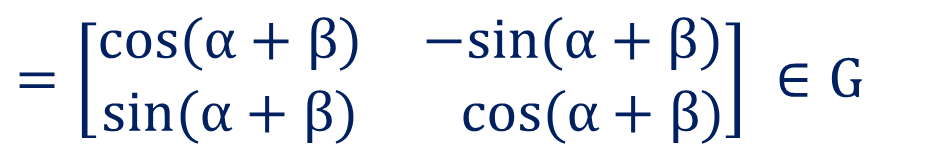 = [cos(α + β) −sin(α + β)
sin(α + β) cos(α + β)] ∈ G